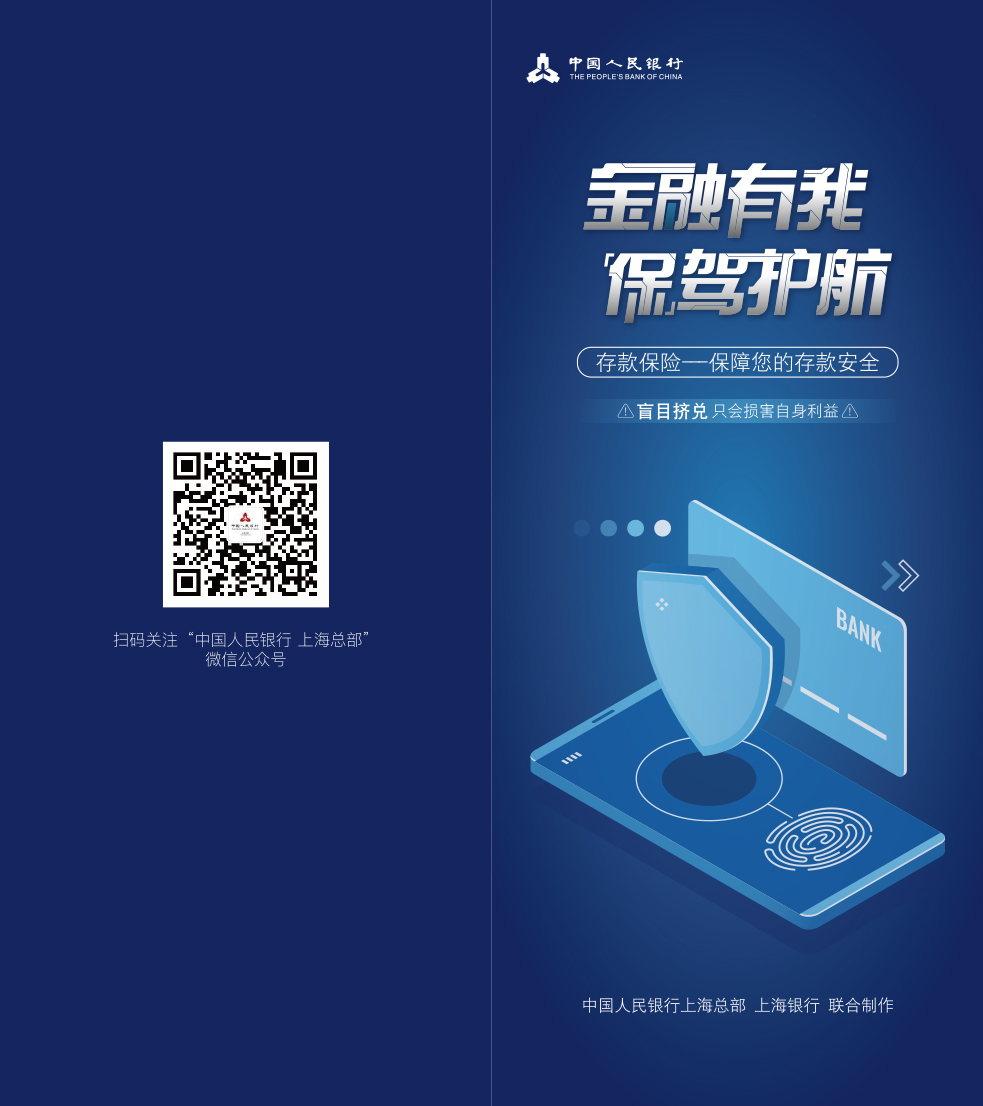 扫码关注“中国人民银行 上海总部”
微信公众号
中国人民银行
THE PEOPLE'S BANK OF CHINA
金融有我
「保」驾护航
存款保险——保障您的存款安全
盲目挤兑 只会损害自身利益
BANK
中国人民银行上海总部 上海银行 联合制作